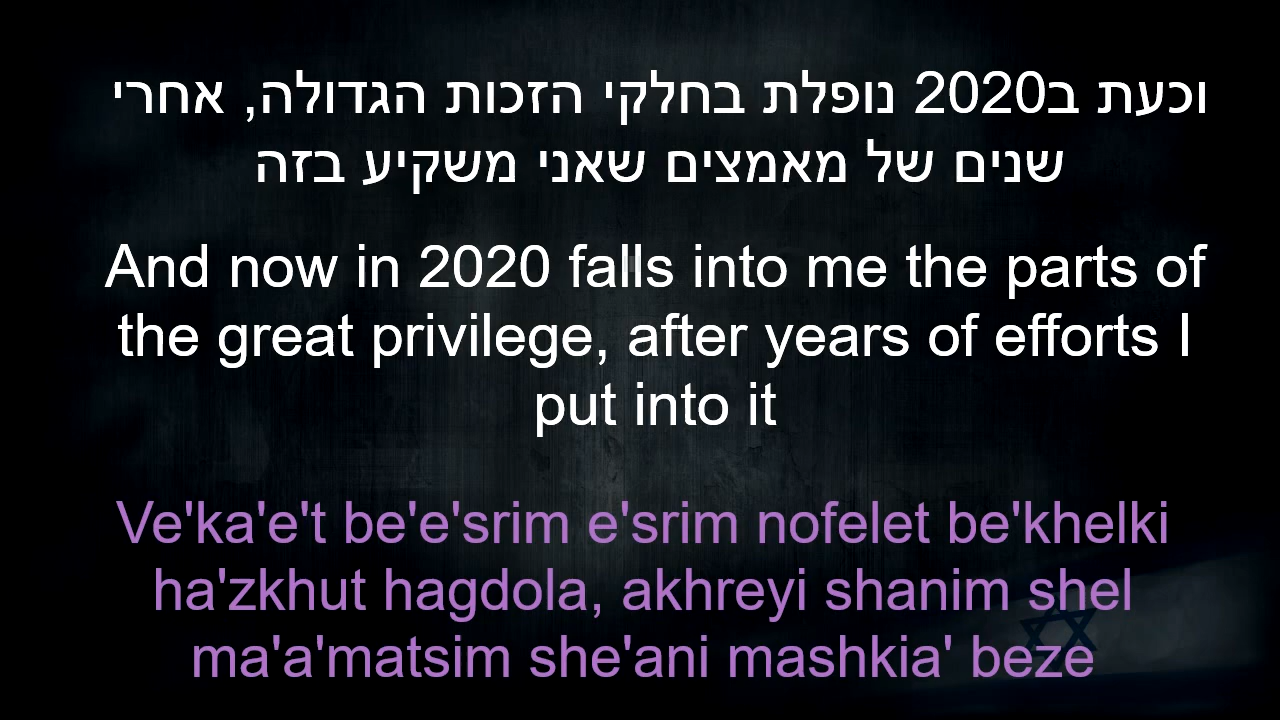 וכעת ב2020 נופלת בחלקי הזכות הגדולה, אחרי
שנים של מאמצים שאני משקיע בזה
And now in 2020 falls into me the parts of
the great privilege, after years of efforts I
put into it
Ve'ka'e't be'e'srim e'srim nofelet be'khelki
ha'zkhut hagdola, akhreyi shanim shel
ma'a'matsim she'ani mashkia' beze